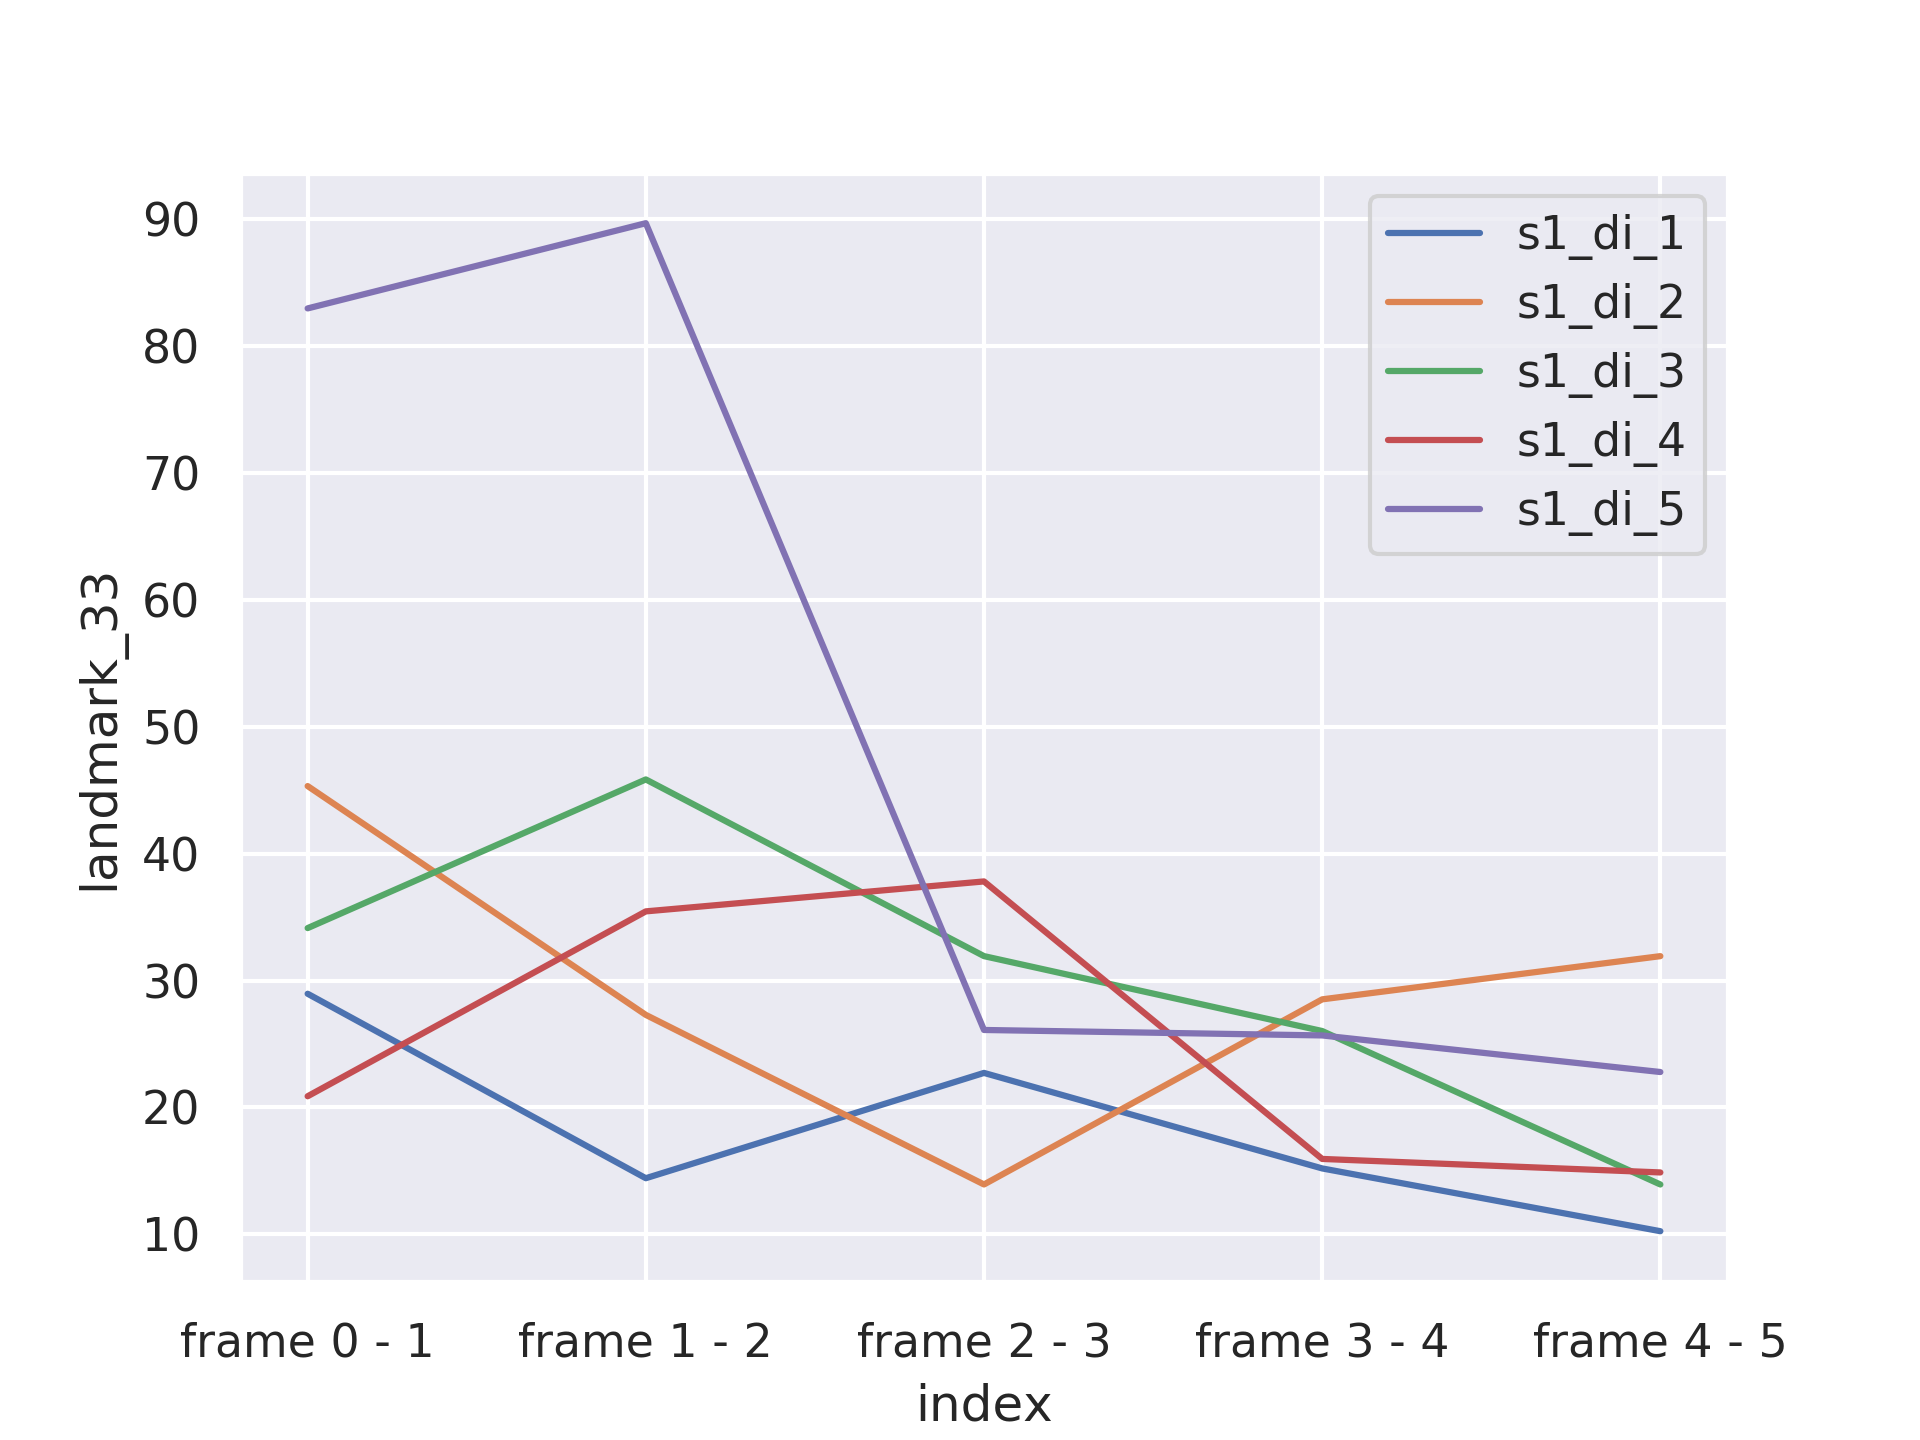 90
80
70
60
50
40
30
20
10
landmark_33
s1_di_1
s1_di_2
s1_di_3
s1_di_4
s1_di_5
frame 0 - 1
frame 1 - 2
frame 2 - 3
frame 3 - 4
frame 4 - 5
index